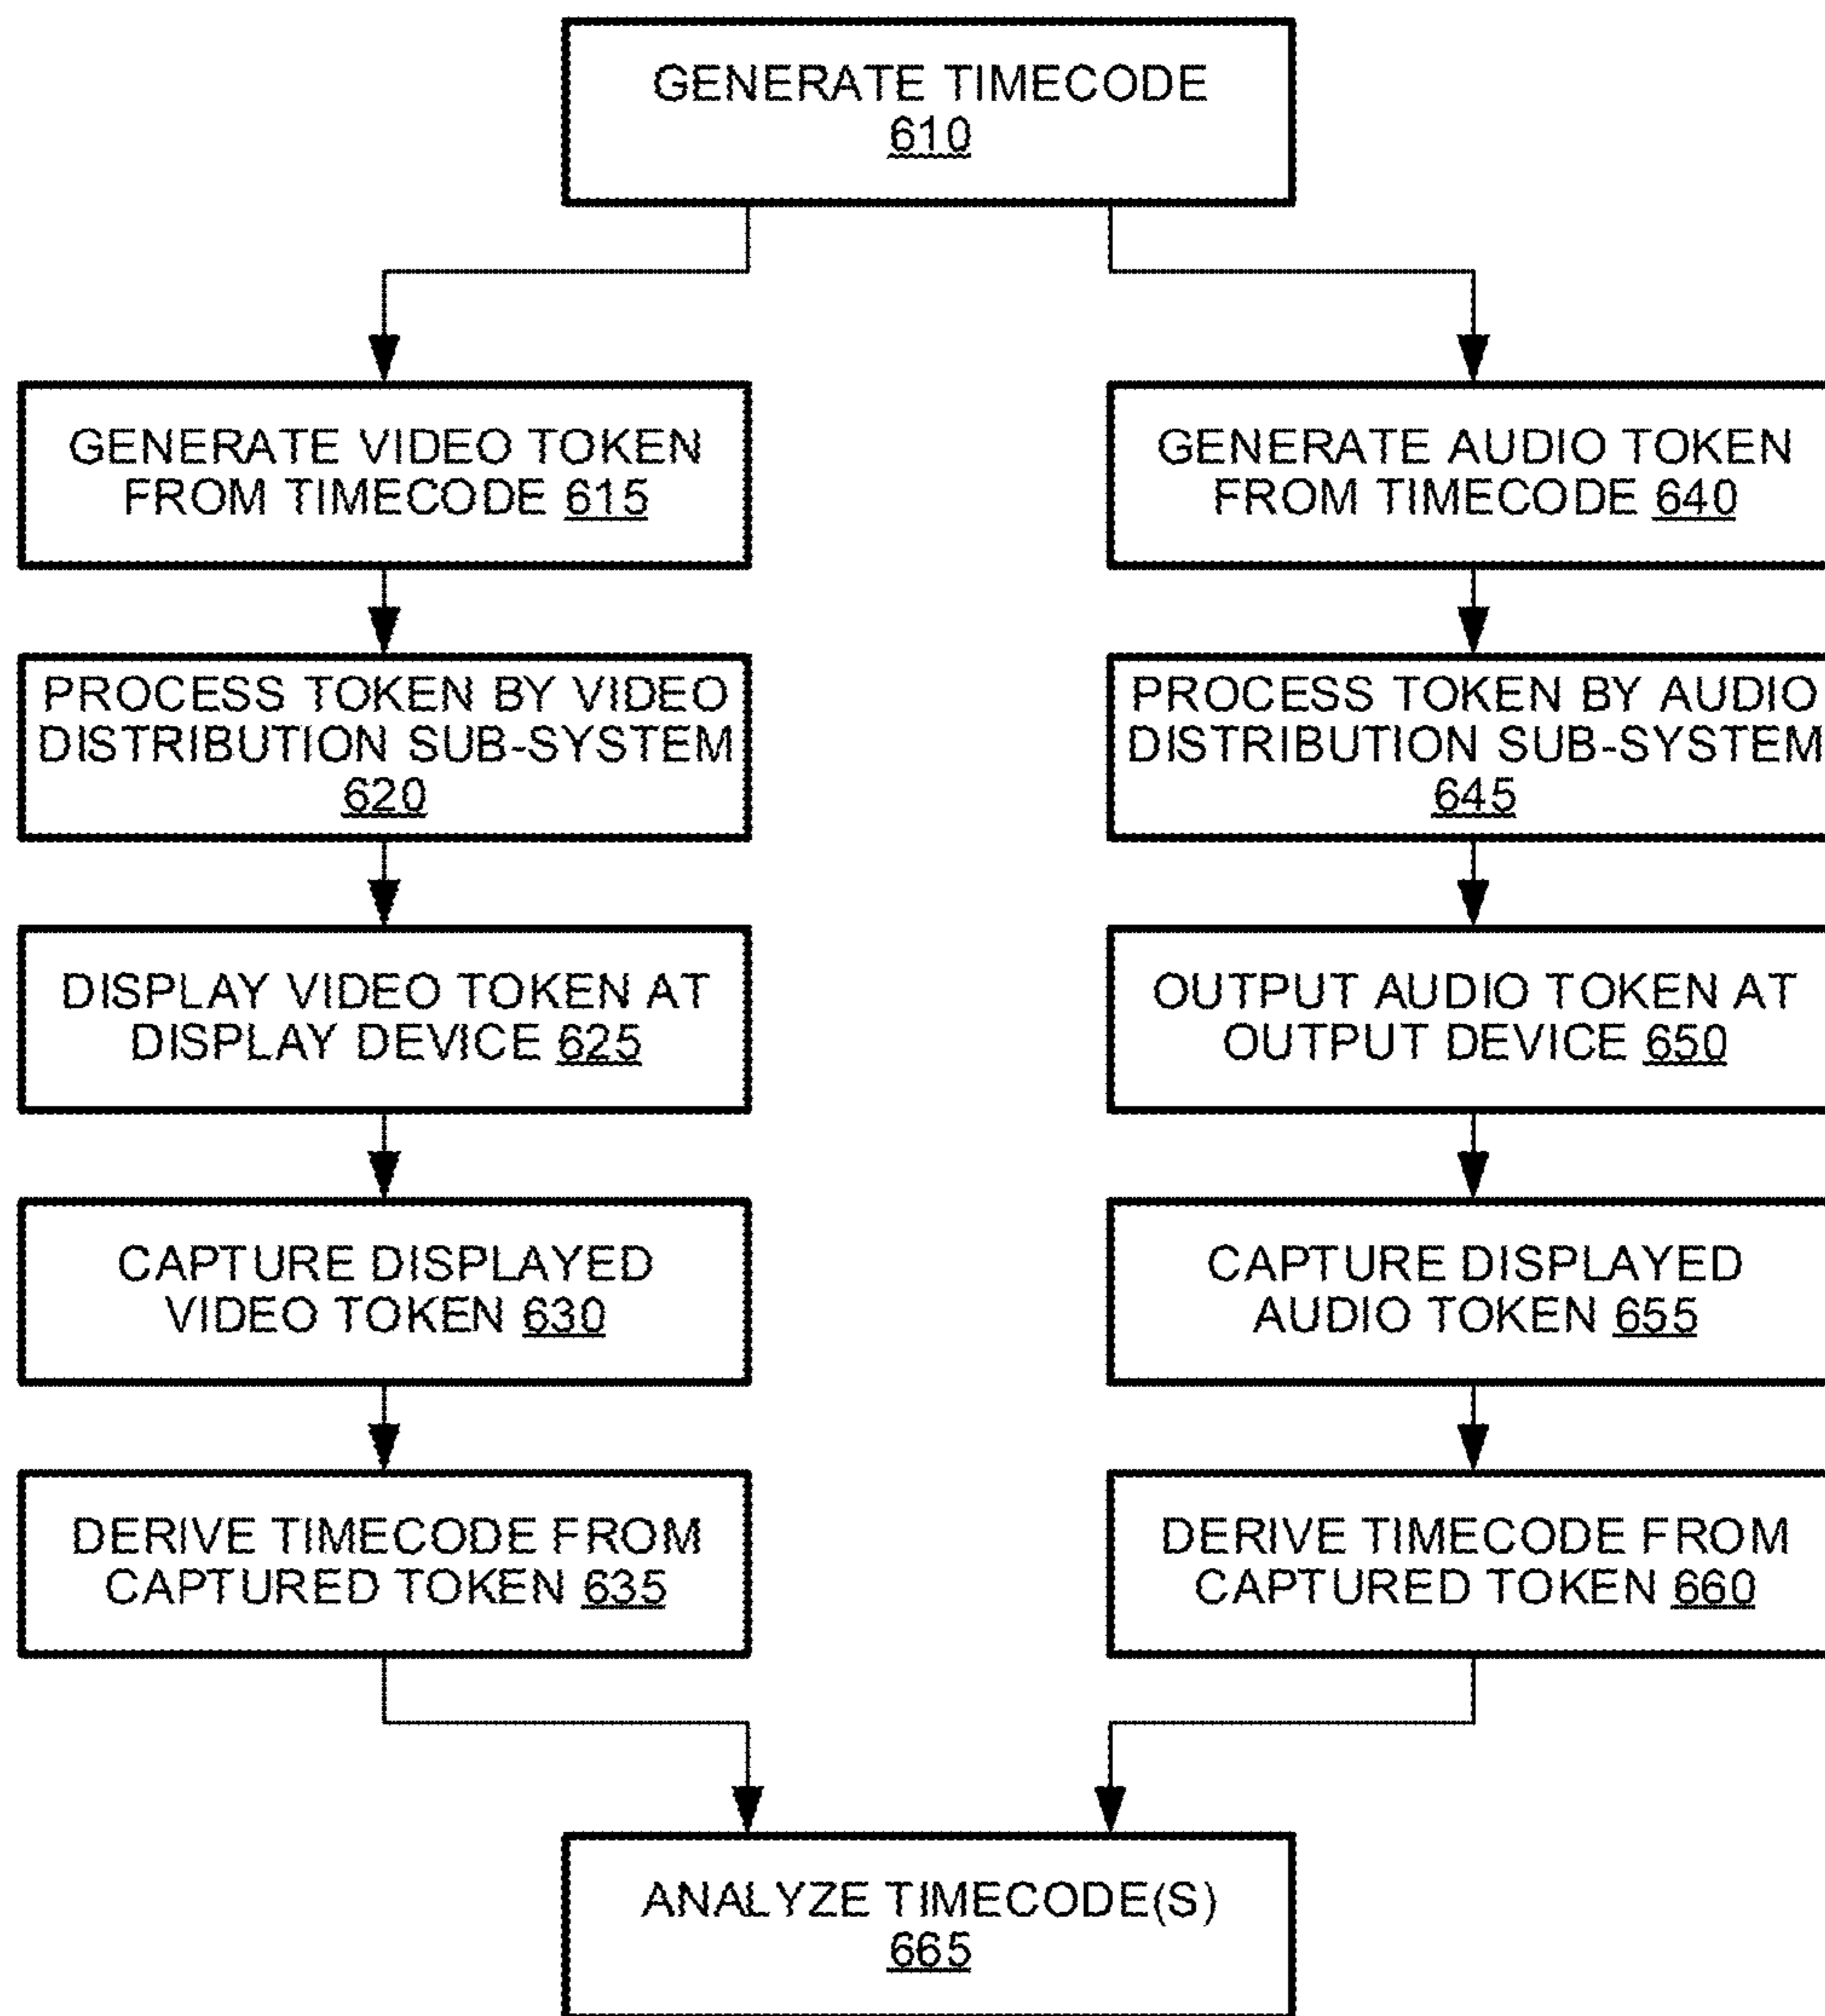 GENERATE TIMECODE
610
GENERATE VIDEO TOKEN
FROM TIMECODE 615
GENERATE AUDIO TOKEN
FROM TIMECODE 640
PROCESS TOKEN BY VIDEO
DISTRIBUTION SUB-SYSTEM
620
PROCESS TOKEN BY AUDIO
DISTRIBUTION SUB-SYSTEM
645
DISPLAY VIDEO TOKEN AT
DISPLAY DEVICE 625
OUTPUT AUDIO TOKEN AT
OUTPUT DEVICE 650
CAPTURE DISPLAYED
VIDEO TOKEN 630
CAPTURE DISPLAYED
AUDIO TOKEN 655
DERIVE TIMECODE FROM
CAPTURED TOKEN 635
DERIVE TIMECODE FROM
CAPTURED TOKEN 660
ANALYZE TIMECODE(S)
665